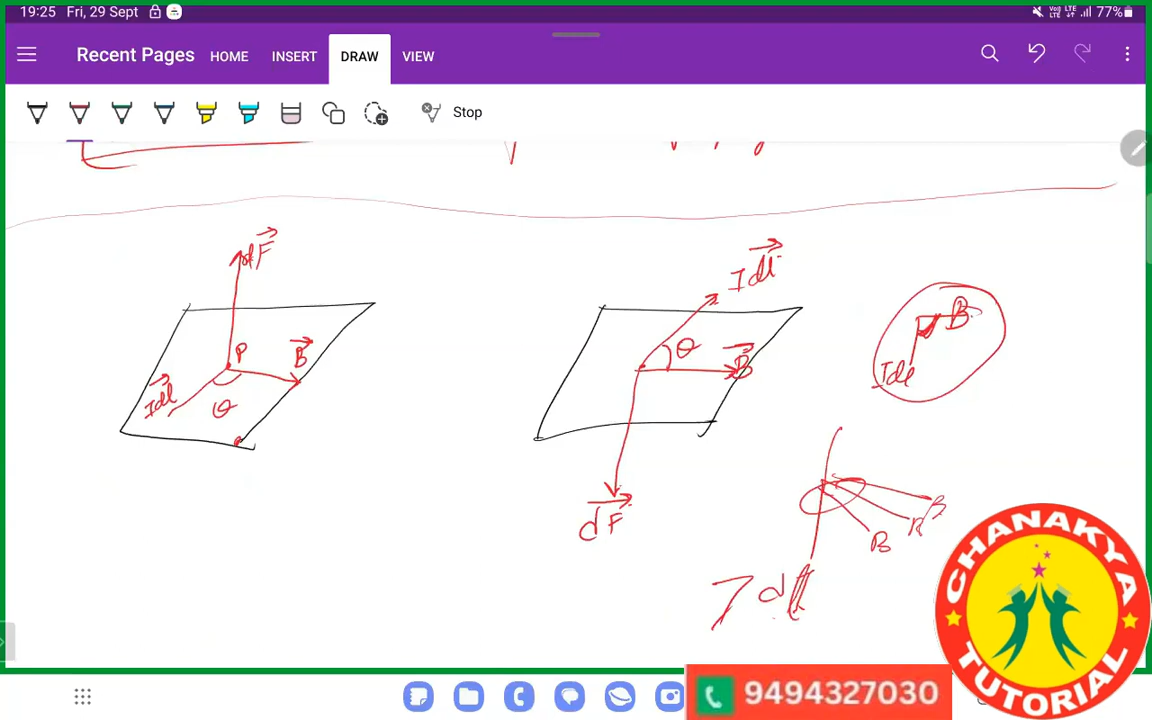 19:25 Fri, 29 Sept 77%
Recent Pages HOME INSERT DRAW VIEW
Stop
dF
Idl
P
B
θ
Idl
θ
B
dF
B
Idl
B
B
B
I dl
CHANAKYA
TUTORIAL
9494327030